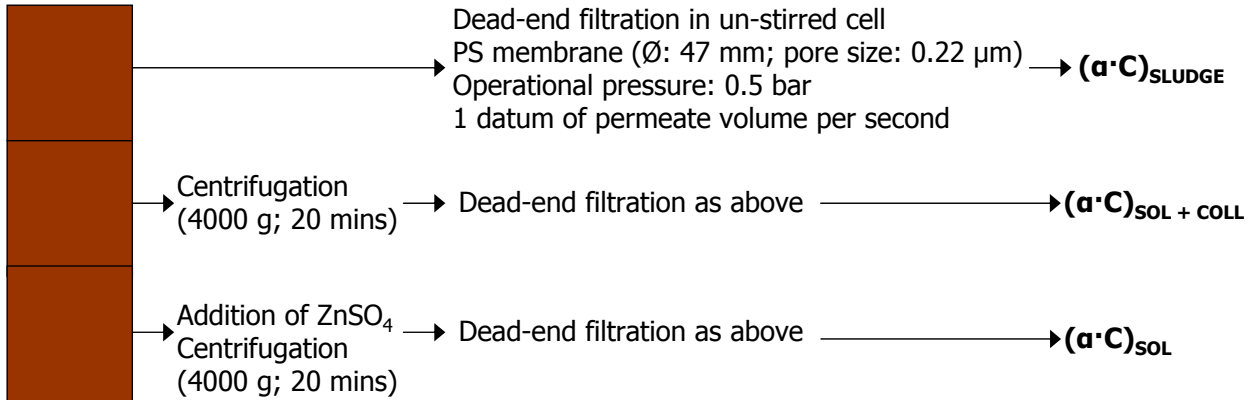 Dead-end filtration in un-stirred cell
PS membrane (Ø: 47 mm; pore size: 0.22 µm)
Operational pressure: 0.5 bar
1 datum of permeate volume per second
(α·C)SLUDGE
Centrifugation
(4000 g; 20 mins)
Dead-end filtration as above
(α·C)SOL + COLL
Addition of ZnSO4
Centrifugation
(4000 g; 20 mins)
Dead-end filtration as above
(α·C)SOL